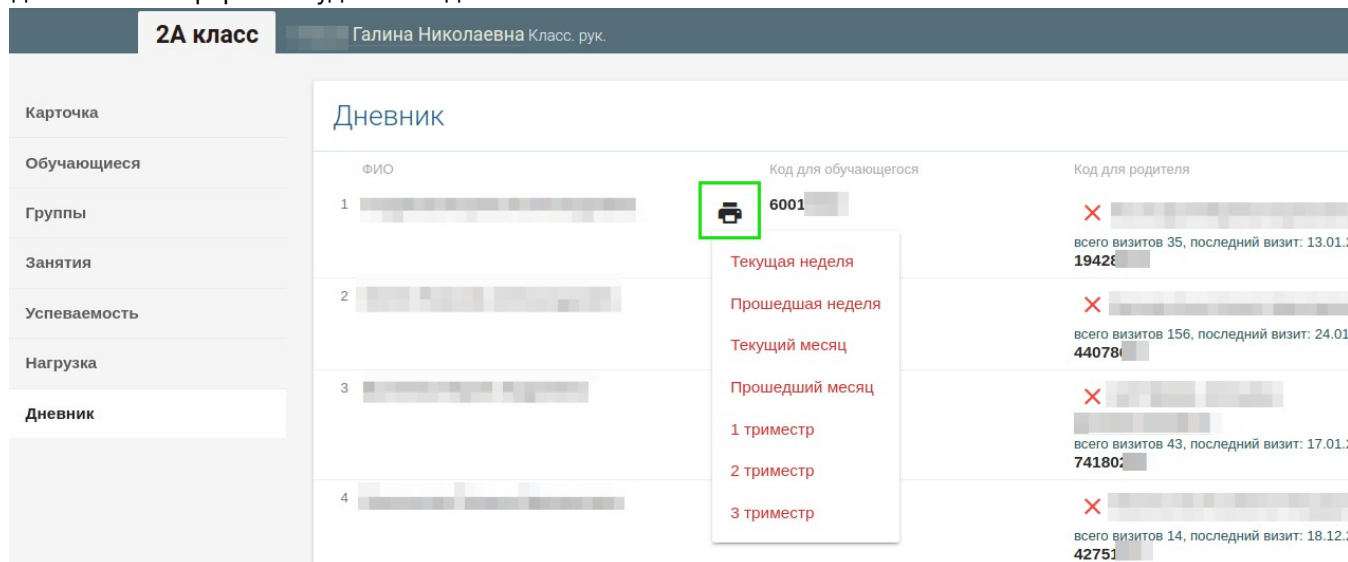 2А класс
Галина Николаевна Класс. рук.
Карточка
Обучающиеся
Группы
Занятия
Успеваемость
Нагрузка
Дневник
Дневник
ФИО
Код для обучающегося
Код для родителя
1
6001
всего визитов 35, последний визит: 13.01.
19428
Текущая неделя
Прошедшая неделя
Текущий месяц
Прошедший месяц
1 триместр
2 триместр
3 триместр
2
всего визитов 156, последний визит: 24.01
44078
3
всего визитов 43, последний визит: 17.01.
74180
4
всего визитов 14, последний визит: 18.12.
4275